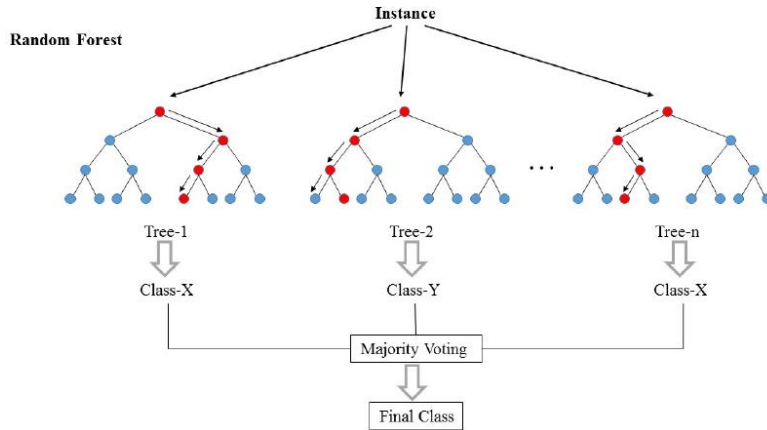 Instance
Random Forest
. . .
Tree-1 Tree-2 Tree-n
Class-X Class-Y Class-X
Majority Voting
Final Class